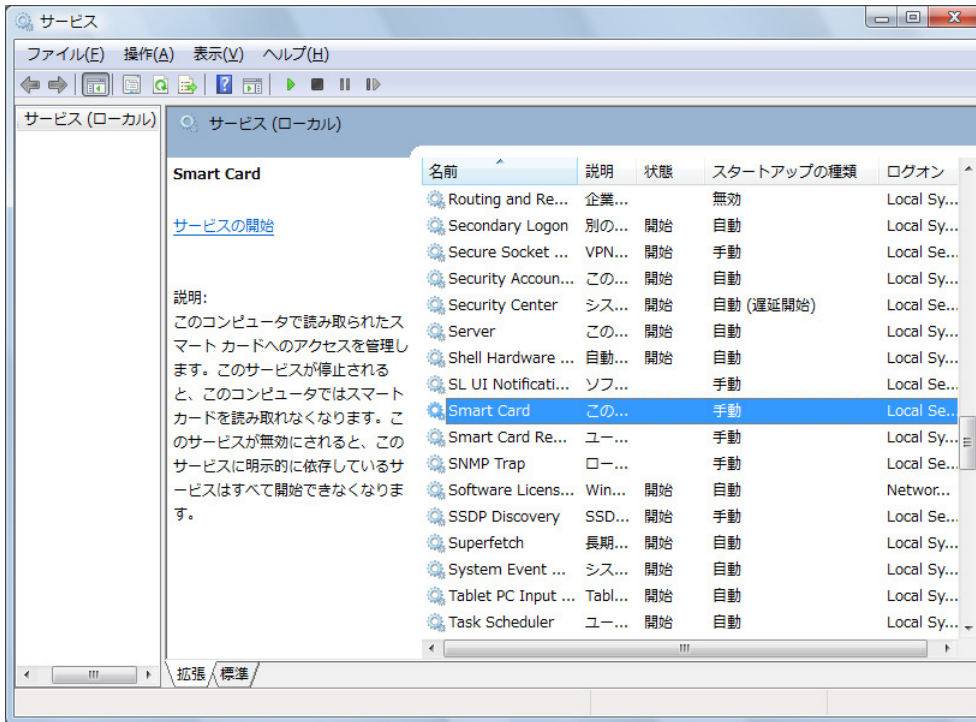 サービス
ファイル(F) 操作(A) 表示(V) ヘルプ(H)
サービス (ローカル)
サービス (ローカル)
Smart Card
サービスの開始
説明:
このコンピュータで読み取られたス
マート カードへのアクセスを管理し
ます。このサービスが停止される
と、このコンピュータではスマート
カードを読み取れなくなります。こ
のサービスが無効にされると、この
サービスに明示的に依存しているサ
ービスはすべて開始できなくなりま
す。
名前 説明 状態 スタートアップの種類 ログオン
Routing and Re... 企業... 無効 Local Sy...
Secondary Logon 別の... 開始 自動 Local Sy...
Secure Socket ... VPN... 開始 手動 Local Se...
Security Accoun... この... 開始 自動 Local Sy...
Security Center シス... 開始 自動 (遅延開始) Local Se...
Server この... 開始 自動 Local Sy...
Shell Hardware ... 自動... 開始 自動 Local Sy...
SL UI Notificati... ソフ... 手動 Local Se...
Smart Card この... 手動 Local Se...
Smart Card Re... ユー... 手動 Local Sy...
SNMP Trap ロー... 手動 Local Se...
Software Licens... Win... 開始 自動 Networ...
SSDP Discovery SSD... 開始 手動 Local Se...
Superfetch 長期... 開始 自動 Local Sy...
System Event ... シス... 開始 自動 Local Sy...
Tablet PC Input ... Tabl... 開始 自動 Local Sy...
Task Scheduler ユー... 開始 自動 Local Sy...
拡張 標準